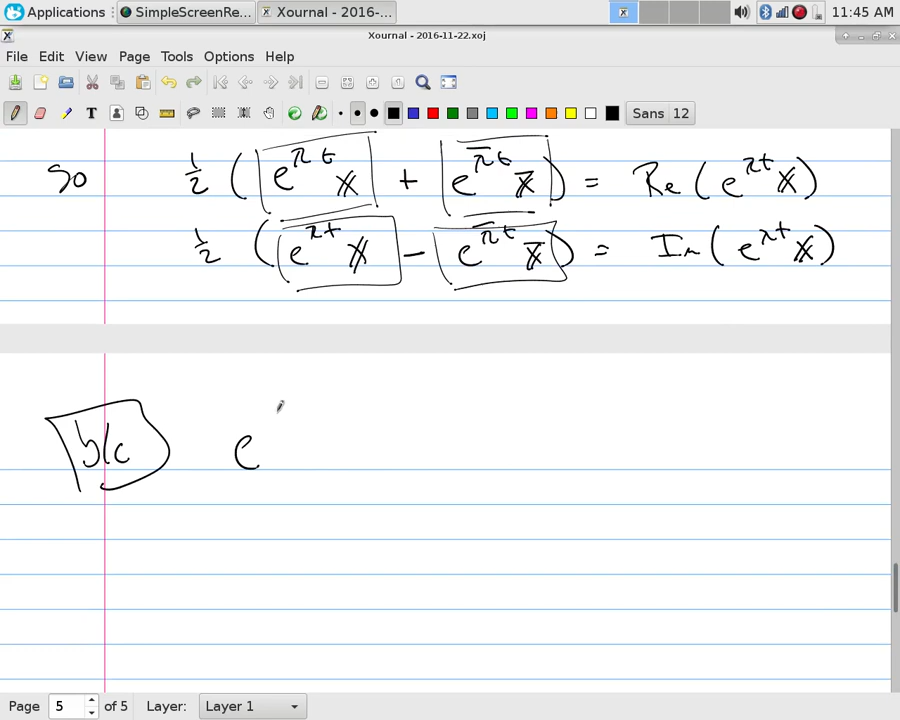 Applications SimpleScreenRe... Xournal - 2016-... 11:45 AM
Xournal - 2016-11-22.xoj
File Edit View Page Tools Options Help
Sans 12
So ½ ( e^{λt} 𝕏 + e^{λ̄t} 𝕏̄ ) = Re ( e^{λt} 𝕏 )
½ ( e^{λt} 𝕏 - e^{λ̄t} 𝕏̄ ) = Im ( e^{λt} 𝕏 )
b/c e
Page 5 of 5 Layer: Layer 1